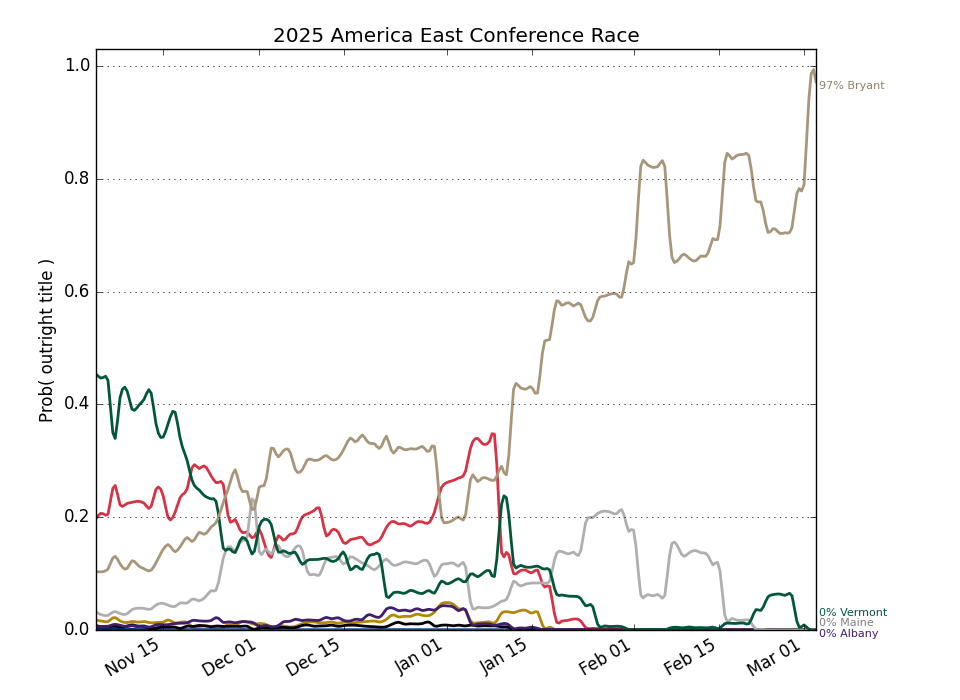 2025 America East Conference Race
1.0
97% Bryant
0.8
0.6
Prob( outright title )
0.4
0.2
0% Vermont
0% Maine
0.0
0% Albany
Nov 15
Dec 01
Dec 15
Jan 01
Jan 15
Feb 01
Feb 15
Mar 01